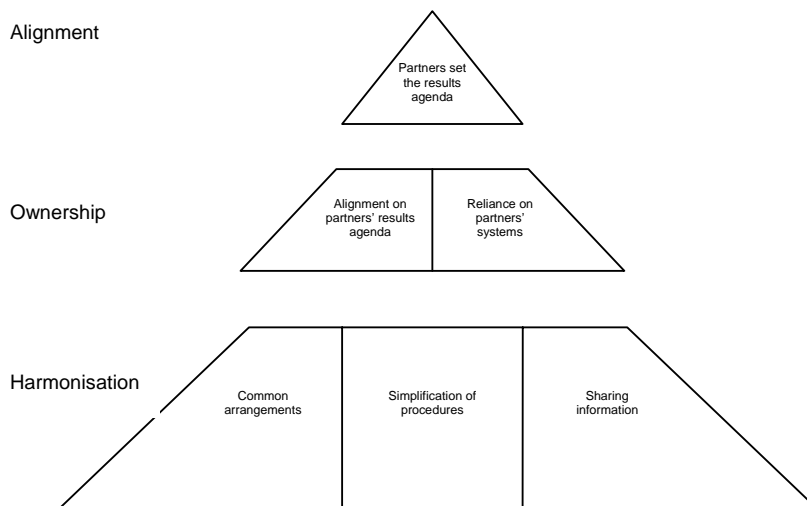 Alignment
Partners set
the results
agenda
Ownership
Alignment on
partners' results
agenda
Reliance on
partners'
systems
Harmonisation
Common
arrangements
Simplification of
procedures
Sharing
information